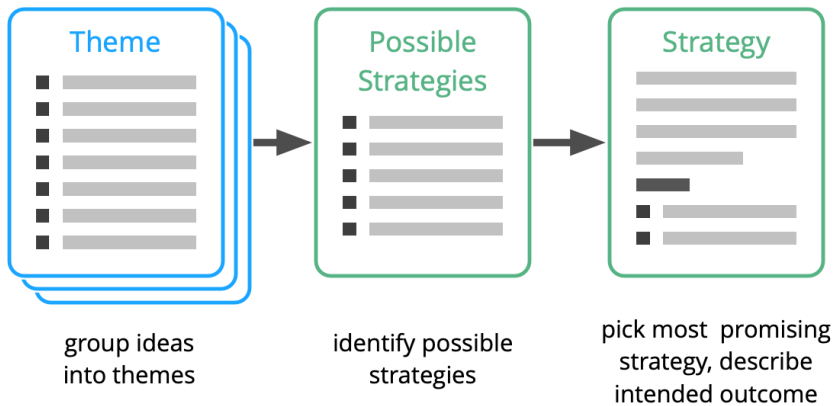 Theme
Possible
Strategies
Strategy
group ideas
into themes
identify possible
strategies
pick most promising
strategy, describe
intended outcome